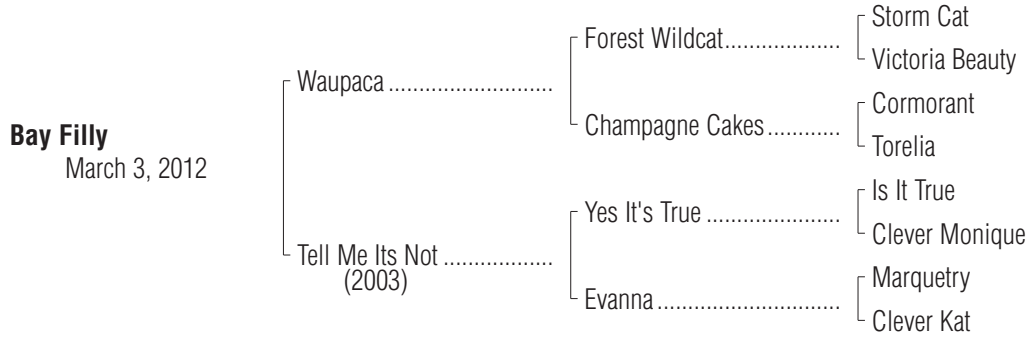 Storm Cat
Forest Wildcat..................
Victoria Beauty
Waupaca .........................
Cormorant
Champagne Cakes............
Torelia
Bay Filly
March 3, 2012
Is It True
Yes It's True .....................
Clever Monique
Tell Me Its Not .................
(2003)
Marquetry
Evanna.............................
Clever Kat